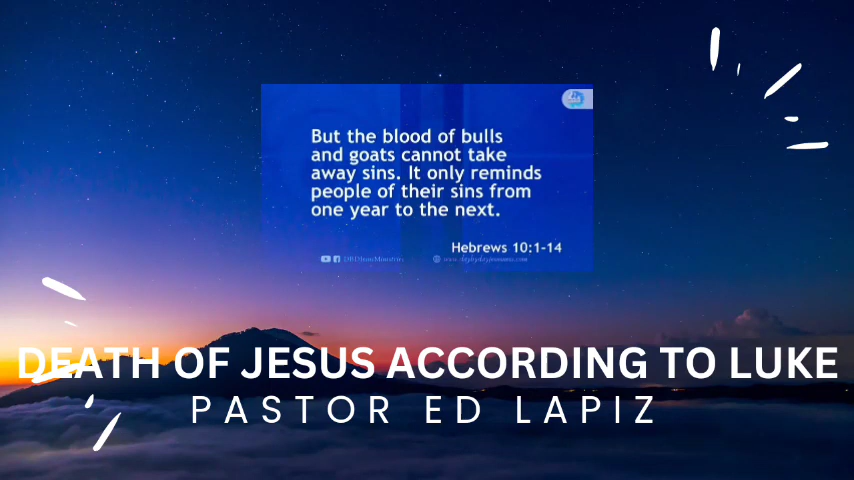 But the blood of bulls
and goats cannot take
away sins. It only reminds
people of their sins from
one year to the next.
Hebrews 10:1-14
DEATH OF JESUS ACCORDING TO LUKE
PASTOR ED LAPIZ